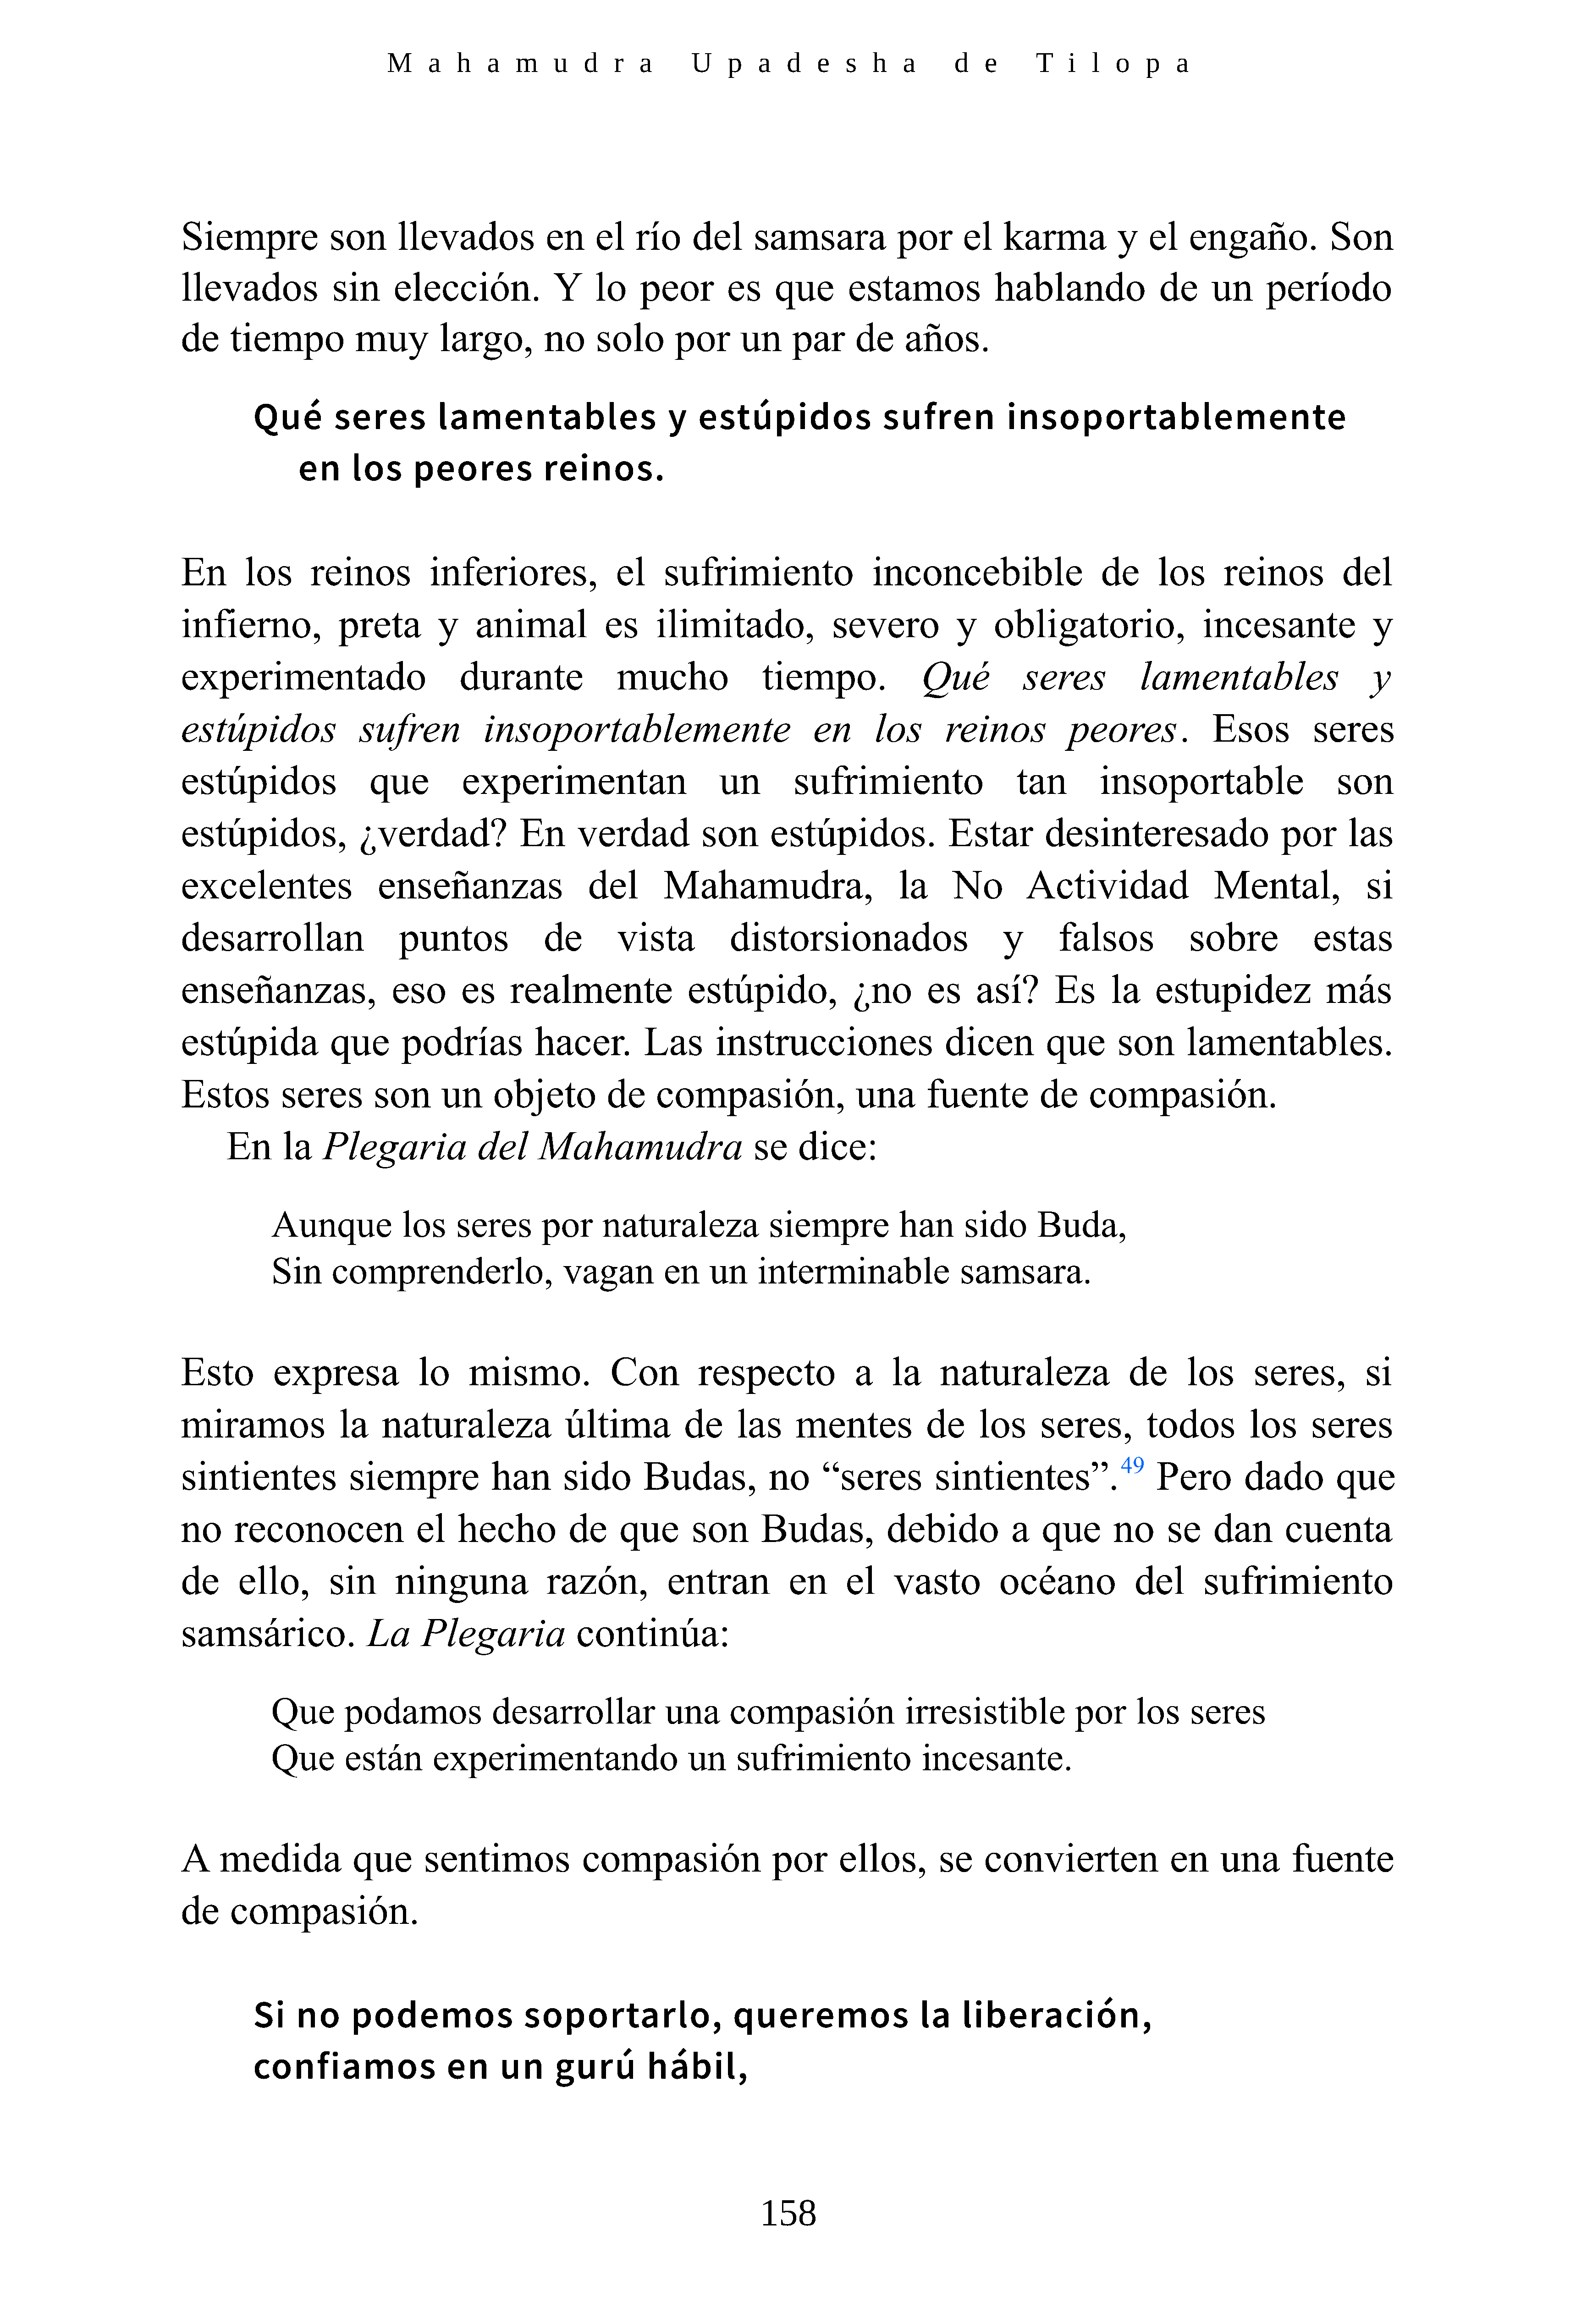 Mahamudra Upadesha de Tilopa
Siempre son llevados en el río del samsara por el karma y el engaño. Son
llevados sin elección. Y lo peor es que estamos hablando de un período
de tiempo muy largo, no solo por un par de años.
Qué seres lamentables y estúpidos sufren insoportablemente
en los peores reinos.
En los reinos inferiores, el sufrimiento inconcebible de los reinos del
infierno, preta y animal es ilimitado, severo y obligatorio, incesante y
experimentado durante mucho tiempo. Qué seres lamentables y
estúpidos sufren insoportablemente en los reinos peores. Esos seres
estúpidos que experimentan un sufrimiento tan insoportable son
estúpidos, ¿verdad? En verdad son estúpidos. Estar desinteresado por las
excelentes enseñanzas del Mahamudra, la No Actividad Mental, si
desarrollan puntos de vista distorsionados y falsos sobre estas
enseñanzas, eso es realmente estúpido, ¿no es así? Es la estupidez más
estúpida que podrías hacer. Las instrucciones dicen que son lamentables.
Estos seres son un objeto de compasión, una fuente de compasión.
En la Plegaria del Mahamudra se dice:
Aunque los seres por naturaleza siempre han sido Buda,
Sin comprenderlo, vagan en un interminable samsara.
Esto expresa lo mismo. Con respecto a la naturaleza de los seres, si
miramos la naturaleza última de las mentes de los seres, todos los seres
sintientes siempre han sido Budas, no “seres sintientes”.49 Pero dado que
no reconocen el hecho de que son Budas, debido a que no se dan cuenta
de ello, sin ninguna razón, entran en el vasto océano del sufrimiento
samsárico. La Plegaria continúa:
Que podamos desarrollar una compasión irresistible por los seres
Que están experimentando un sufrimiento incesante.
A medida que sentimos compasión por ellos, se convierten en una fuente
de compasión.
Si no podemos soportarlo, queremos la liberación,
confiamos en un gurú hábil,
158